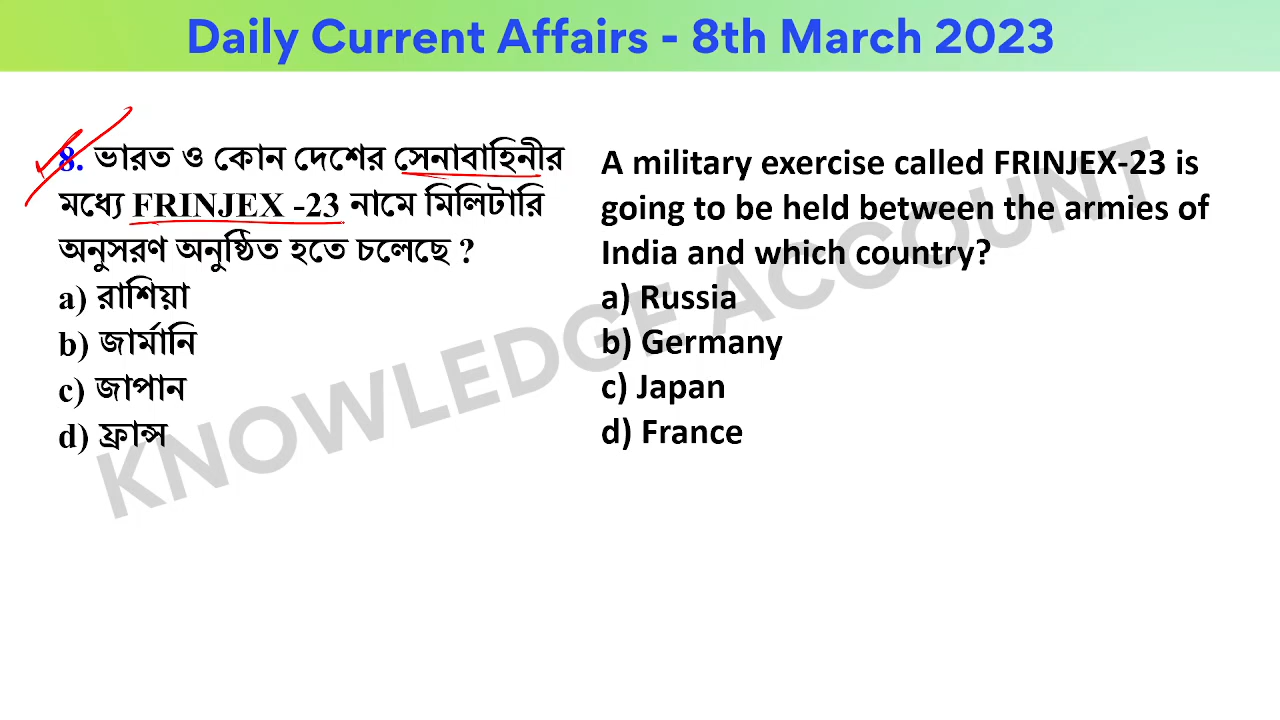 Daily Current Affairs - 8th March 2023
8. ভারত ও কোন দেশের সেনাবাহিনীর
মধ্যে FRINJEX -23 নামে মিলিটারি
অনুসরণ অনুষ্ঠিত হতে চলেছে ?
a) রাশিয়া
b) জার্মানি
c) জাপান
d) ফ্রান্স
A military exercise called FRINJEX-23 is
going to be held between the armies of
India and which country?
a) Russia
b) Germany
c) Japan
d) France
KNOWLEDGE ACCOUNT